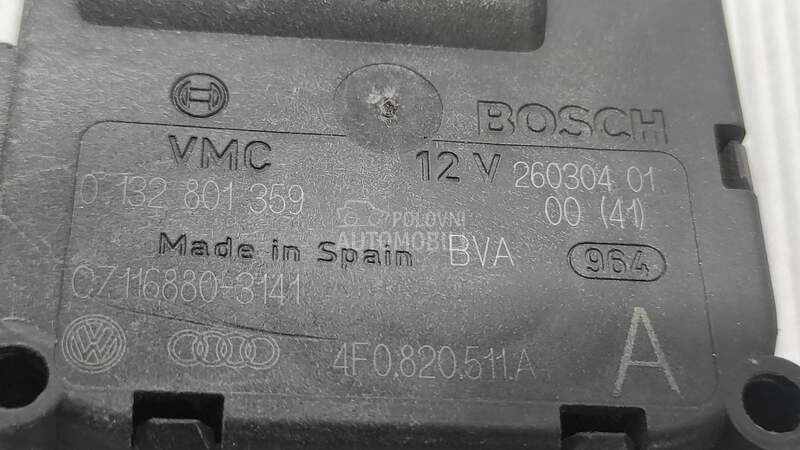 BOSCH
VMC 12 V 260304 01
0 132 801 359 00 (41)
POLOVNI
AUTOMOBILI
Made in Spain BVA 964
CZ116880-3141
4F0.820.511.A A